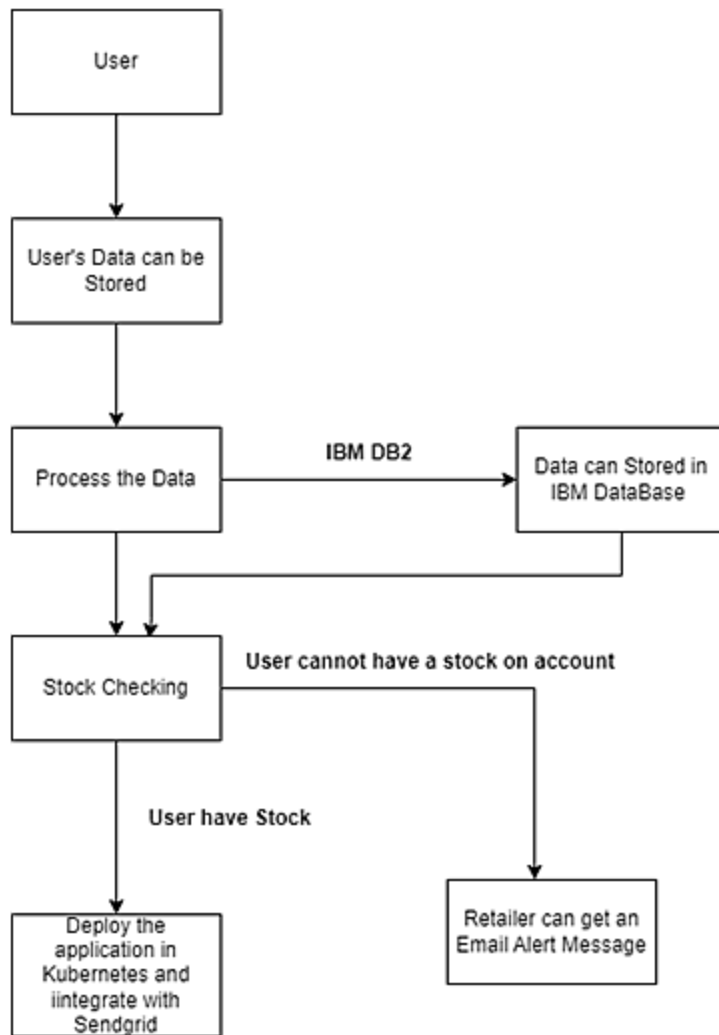 User
User's Data can be
Stored
IBM DB2
Process the Data
Data can Stored in
IBM DataBase
User cannot have a stock on account
Stock Checking
User have Stock
Deploy the
application in
Kubernetes and
iintegrate with
Sendgrid
Retailer can get an
Email Alert Message